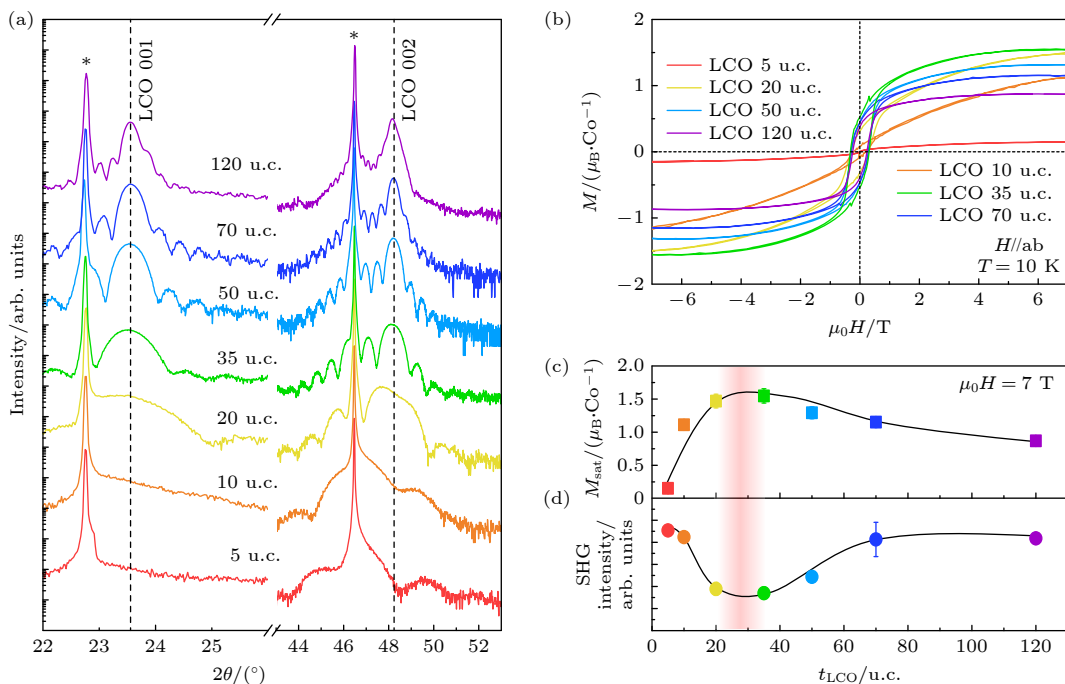 (a)
*
LCO 001
*
LCO 002
120 u.c.
70 u.c.
50 u.c.
35 u.c.
20 u.c.
10 u.c.
5 u.c.
Intensity/arb. units
22 23 24 25 44 46 48 50 52
2θ/(°)
(b)
2
1
0
−1
−2
M/(μB·Co⁻¹)
LCO 5 u.c.
LCO 20 u.c.
LCO 50 u.c.
LCO 120 u.c.
LCO 10 u.c.
LCO 35 u.c.
LCO 70 u.c.
H//ab
T = 10 K
−6 −4 −2 0 2 4 6
μ₀H/T
(c)
2.0
1.5
1.0
0.5
0
Msat/(μB·Co⁻¹)
μ₀H = 7 T
(d)
SHG
intensity/
arb. units
0 20 40 60 80 100 120
tLCO/u.c.